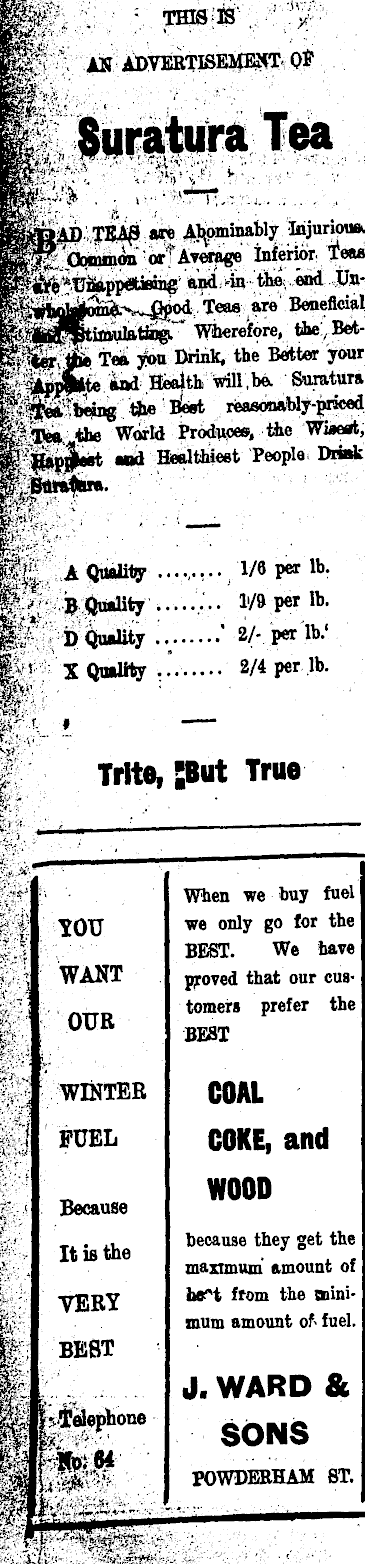 THIS IS
AN ADVERTISEMENT OF
Suratura Tea
BAD TEAS are Abominably Injurious.
Common or Average Inferior Teas
are Unappetising and in the end Un-
wholesome. Good Teas are Beneficial
and Stimulating. Wherefore, the Bet-
ter the Tea you Drink, the Better your
Appetite and Health will be. Suratura
Tea being the Best reasonably-priced
Tea the World Produces, the Wisest,
Happiest and Healthiest People Drink
Suratura.
A Quality ........ 1/6 per lb.
B Quality ........ 1/9 per lb.
D Quality ........ 2/- per lb.
X Quality ........ 2/4 per lb.
Trite, But True
YOU
WANT
OUR
WINTER
FUEL
Because
It is the
VERY
BEST
Telephone
No. 64
When we buy fuel
we only go for the
BEST. We have
proved that our cus-
tomers prefer the
BEST
COAL
COKE, and
WOOD
because they get the
maximum amount of
heat from the mini-
mum amount of fuel.
J. WARD &
SONS
POWDERHAM ST.